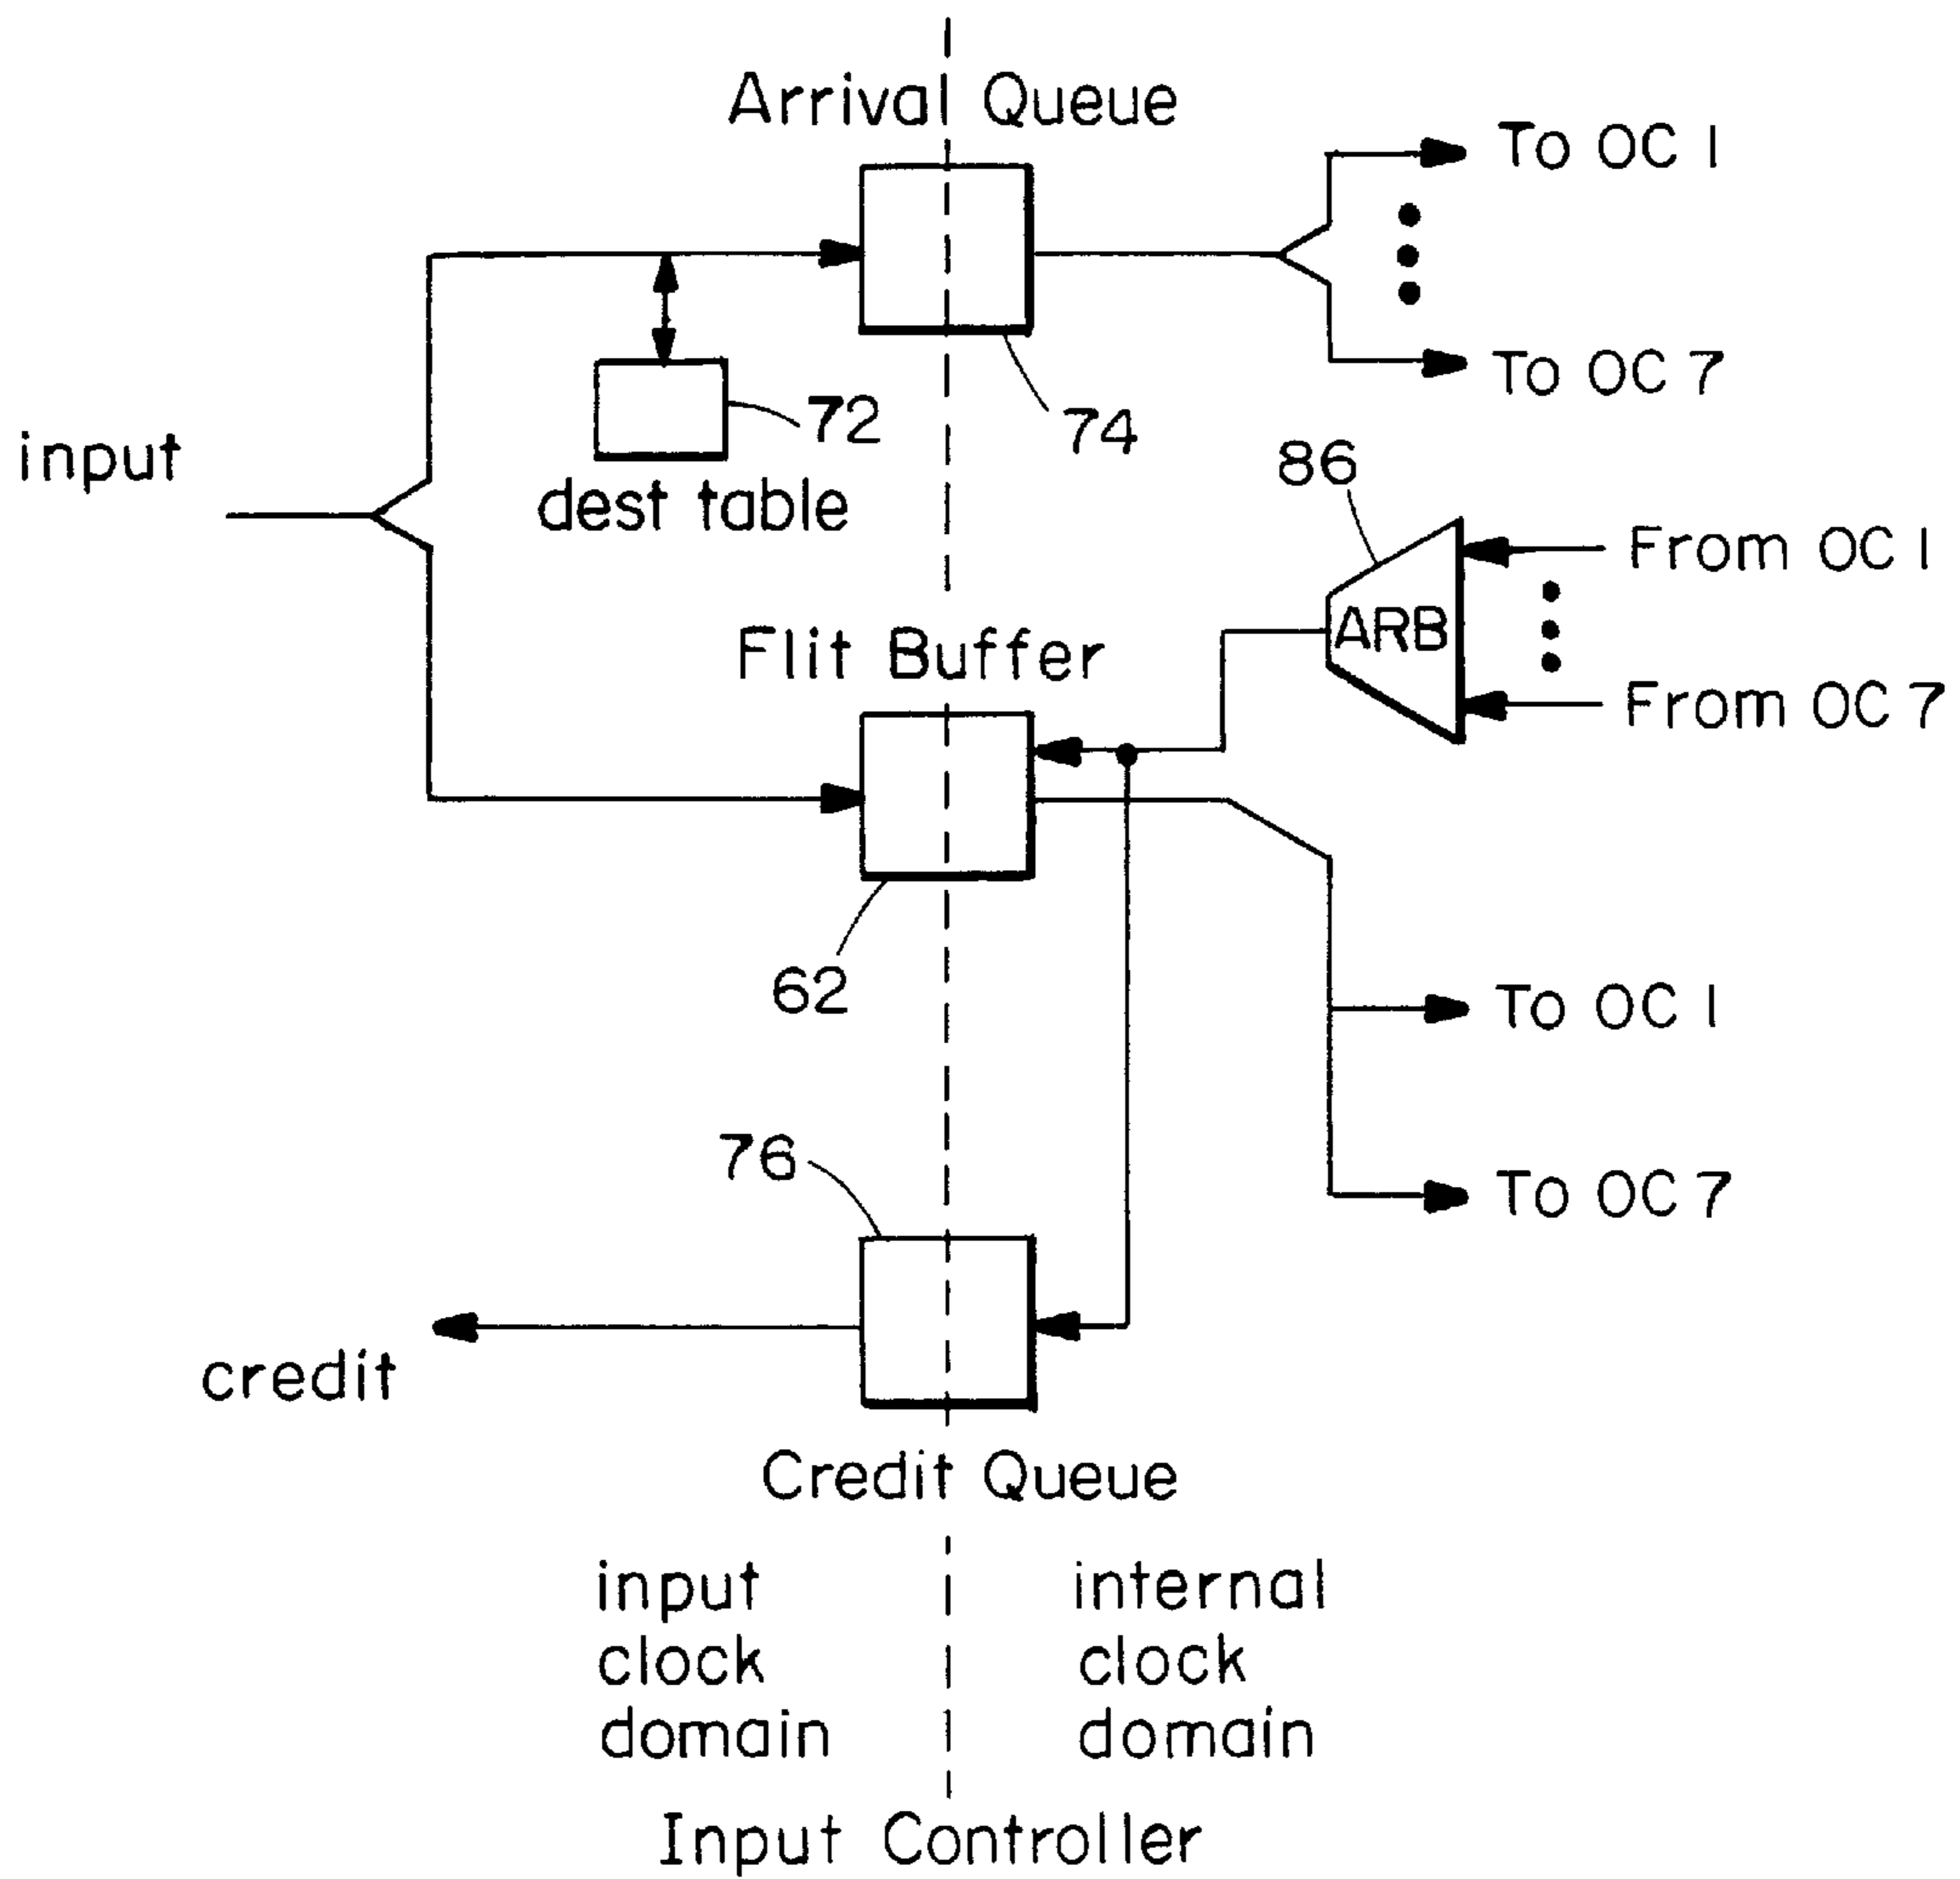 Arrival Queue
To OC 1
To OC 7
72
74
input
dest table
86
From OC 1
ARB
From OC 7
Flit Buffer
62
To OC 1
76
To OC 7
credit
Credit Queue
input
clock
domain
internal
clock
domain
Input Controller